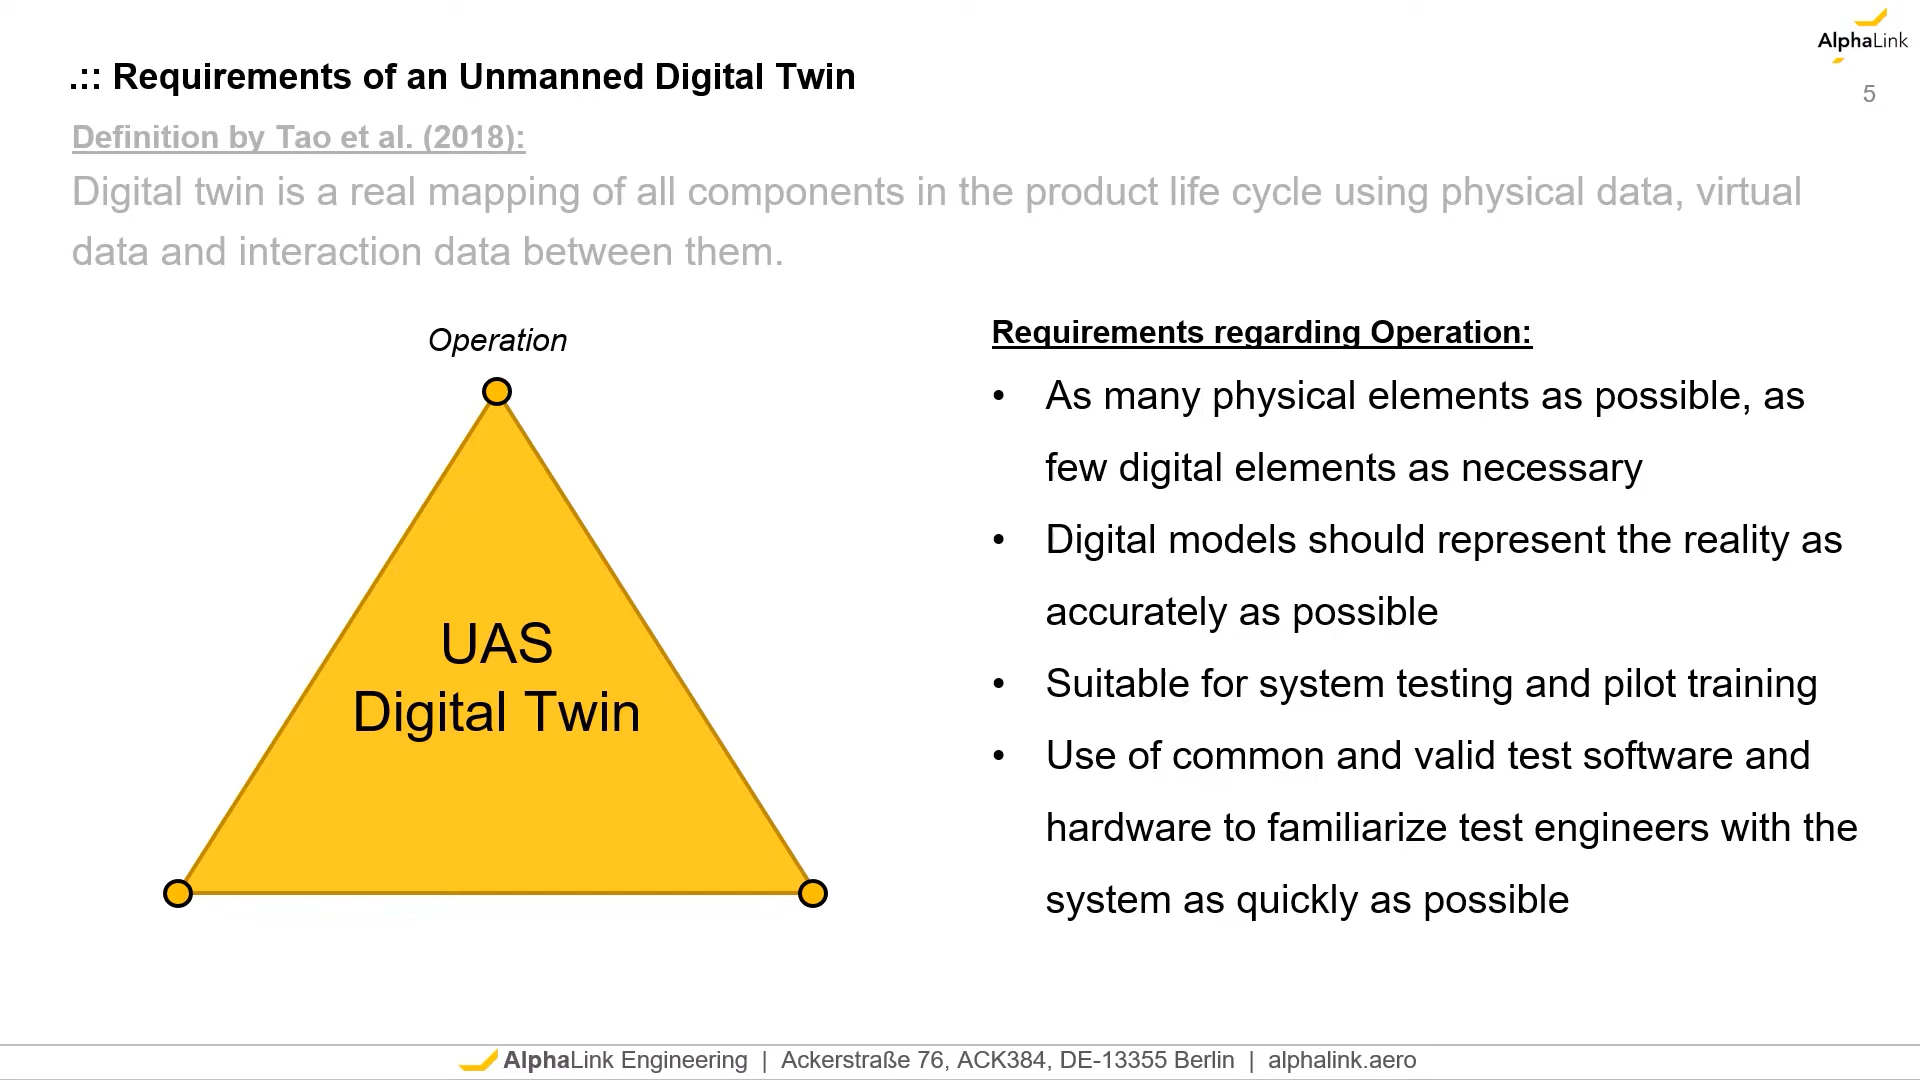 AlphaLink
.:: Requirements of an Unmanned Digital Twin
5
Definition by Tao et al. (2018):
Digital twin is a real mapping of all components in the product life cycle using physical data, virtual
data and interaction data between them.
Operation
UAS
Digital Twin
Requirements regarding Operation:
• As many physical elements as possible, as
few digital elements as necessary
• Digital models should represent the reality as
accurately as possible
• Suitable for system testing and pilot training
• Use of common and valid test software and
hardware to familiarize test engineers with the
system as quickly as possible
AlphaLink Engineering | Ackerstraße 76, ACK384, DE-13355 Berlin | alphalink.aero